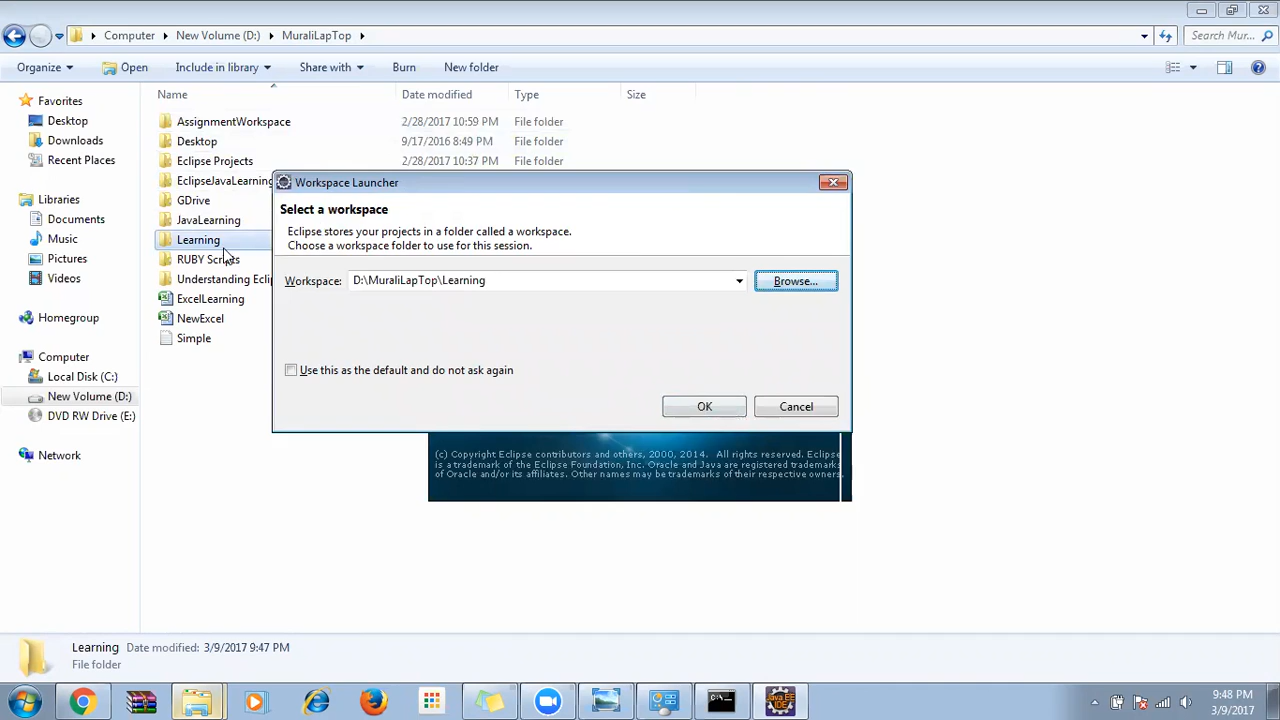 Computer
New Volume (D:)
MuraliLapTop
Search Mur...
Organize
Open
Include in library
Share with
Burn
New folder
Name
Date modified
Type
Size
Favorites
Desktop
Downloads
Recent Places
Libraries
Documents
Music
Pictures
Videos
Homegroup
Computer
Local Disk (C:)
New Volume (D:)
DVD RW Drive (E:)
Network
AssignmentWorkspace 2/28/2017 10:59 PM File folder
Desktop 9/17/2016 8:49 PM File folder
Eclipse Projects 2/28/2017 10:37 PM File folder
EclipseJavaLearning
GDrive
JavaLearning
Learning
RUBY Scripts
Understanding Eclip
ExcelLearning
NewExcel
Simple
Workspace Launcher
Select a workspace
Eclipse stores your projects in a folder called a workspace.
Choose a workspace folder to use for this session.
Workspace: D:\MuraliLapTop\Learning
Browse...
Use this as the default and do not ask again
OK
Cancel
(c) Copyright Eclipse contributors and others, 2000, 2014. All rights reserved. Eclipse
is a trademark of the Eclipse Foundation, Inc. Oracle and Java are registered trademarks
of Oracle and/or its affiliates. Other names may be trademarks of their respective owners.
Learning Date modified: 3/9/2017 9:47 PM
File folder
C:\
Java EE
IDE
9:48 PM
3/9/2017